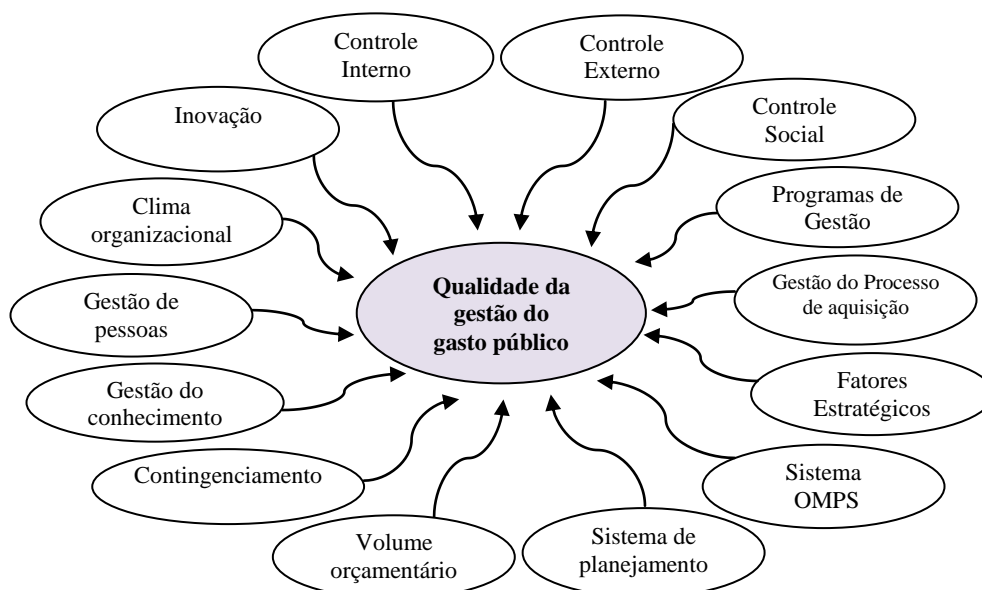 Controle
Interno
Controle
Externo
Inovação
Controle
Social
Clima
organizacional
Programas de
Gestão
Qualidade da
gestão do
gasto público
Gestão de
pessoas
Gestão do Processo
de aquisição
Gestão do
conhecimento
Fatores
Estratégicos
Contingenciamento
Sistema
OMPS
Volume
orçamentário
Sistema de
planejamento